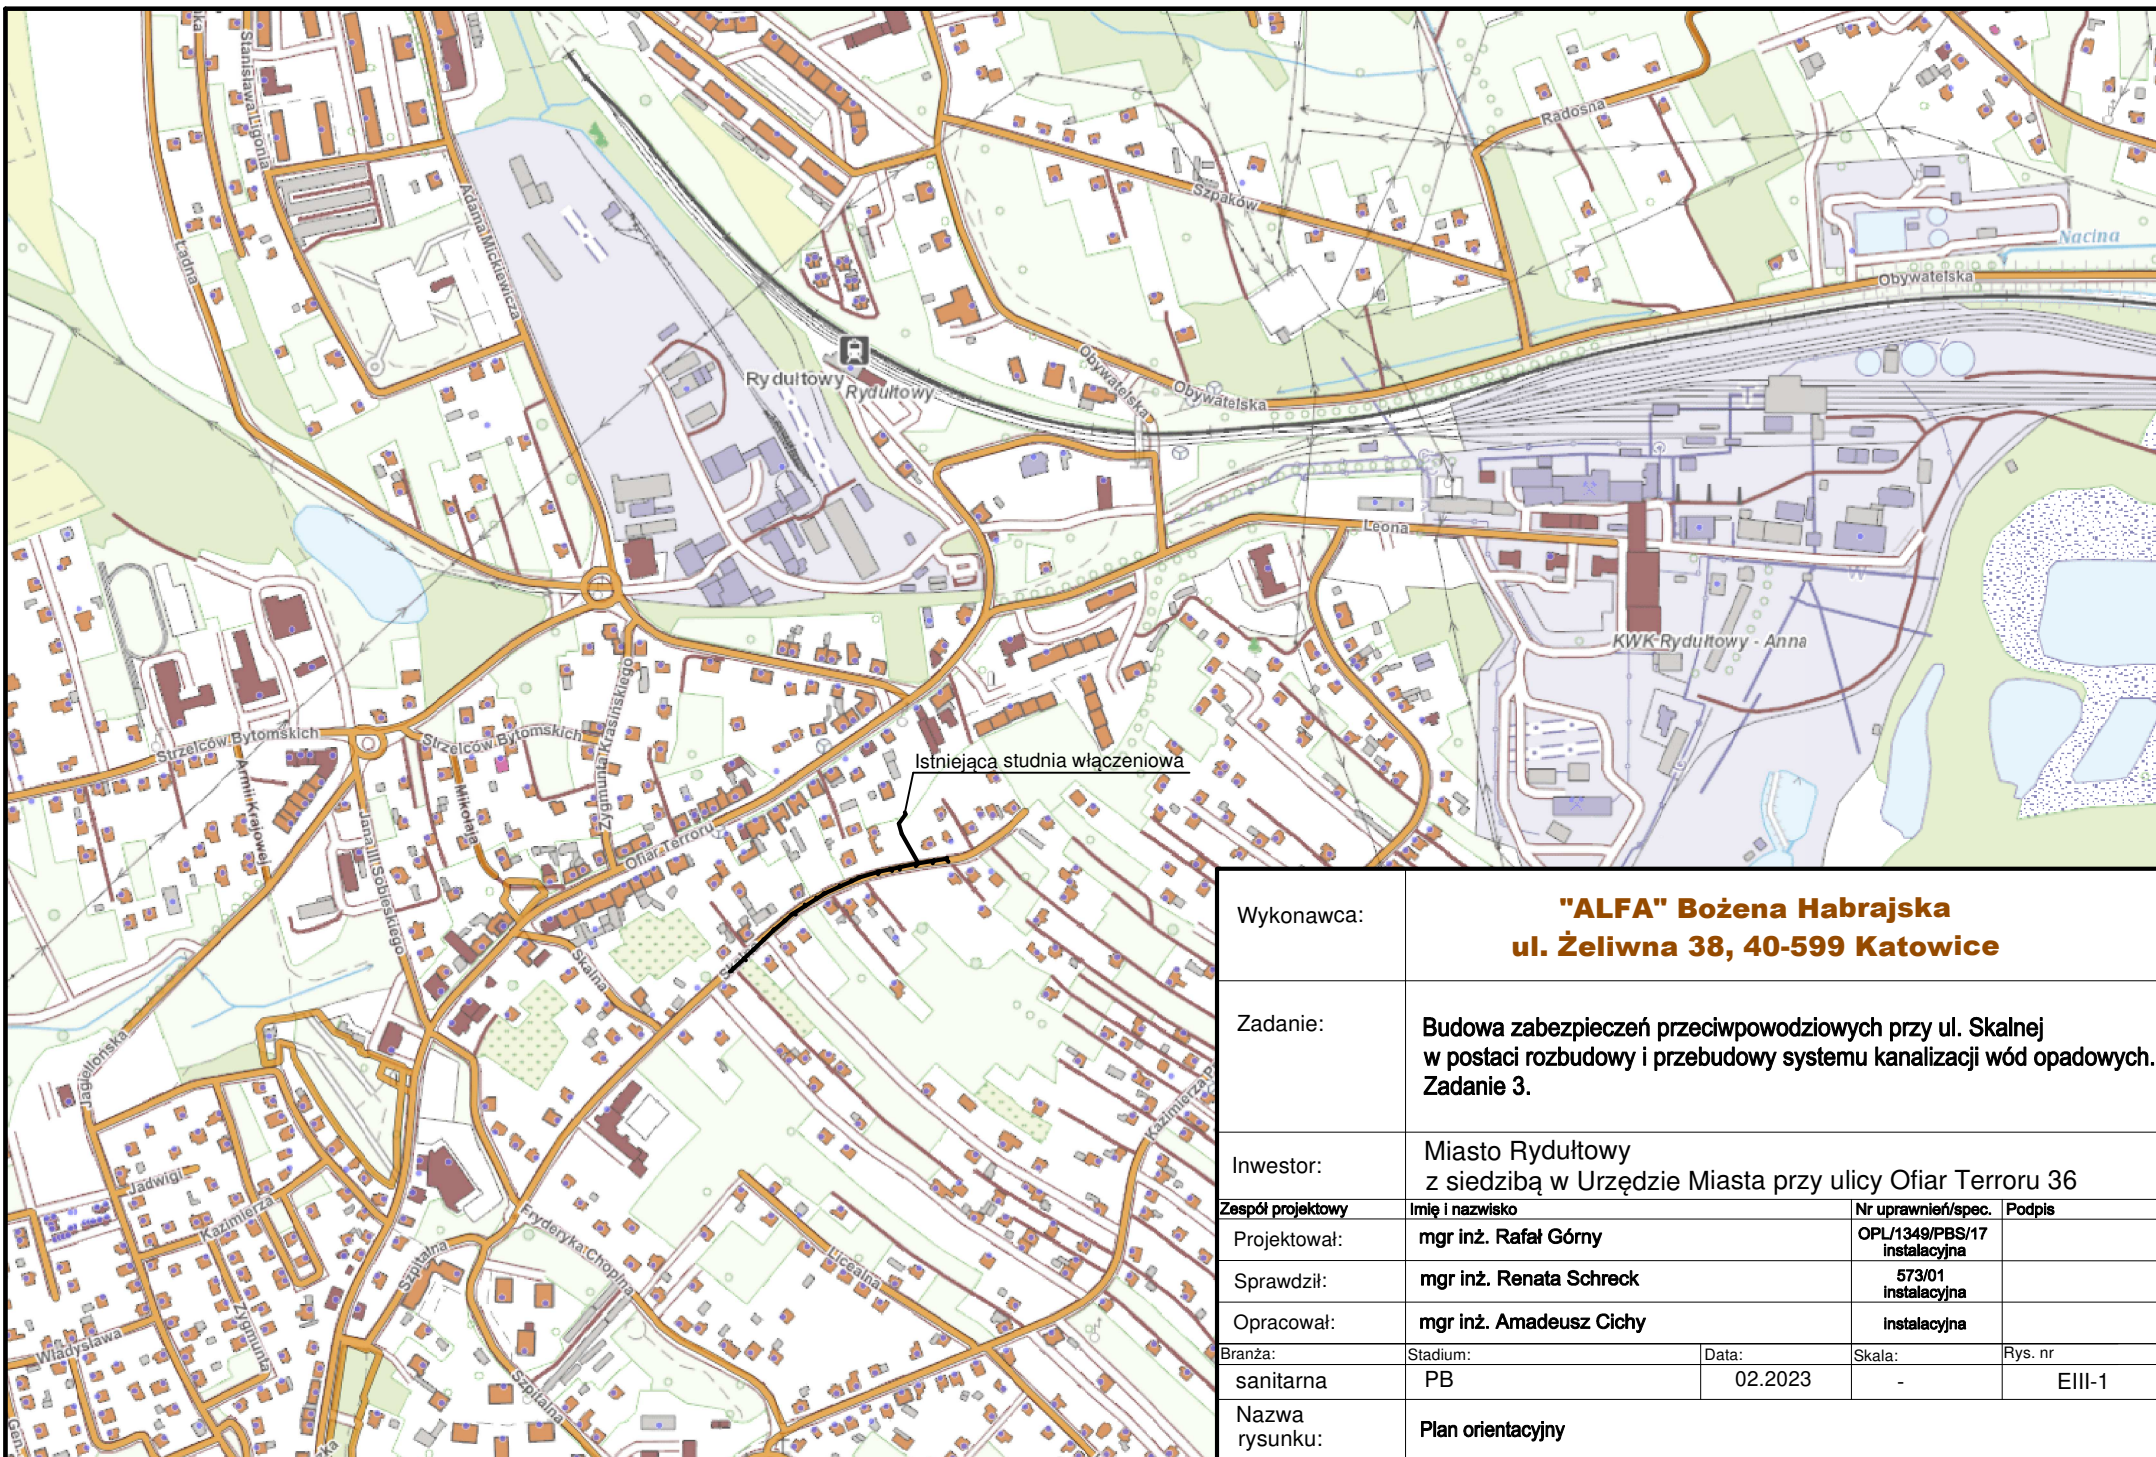 Stanisława Ligonia
Adama Mickiewicza
Ładna
Szpaków
Radosna
Nacina
Obywatelska
Obywatelska
Obywatelska
Rydułtowy
Rydułtowy
Leona
KWK Rydułtowy - Anna
Strzelców Bytomskich
Strzelców Bytomskich
Zygmunta Krasińskiego
Armii Krajowej
Mikołaja
Jana III Sobieskiego
Ofiar Terroru
Istniejąca studnia włączeniowa
Skalna
Jagiellońska
Jadwigi
Kazimierza
Zygmunta
Władysława
Szpitalna
Szpitalna
Fryderyka Chopina
Licealna
Kazimierza
Gen.
Wykonawca:
"ALFA" Bożena Habrajska
ul. Żeliwna 38, 40-599 Katowice
Zadanie:
Budowa zabezpieczeń przeciwpowodziowych przy ul. Skalnej
w postaci rozbudowy i przebudowy systemu kanalizacji wód opadowych.
Zadanie 3.
Inwestor:
Miasto Rydułtowy
z siedzibą w Urzędzie Miasta przy ulicy Ofiar Terroru 36
Zespół projektowy Imię i nazwisko Nr uprawnień/spec. Podpis
Projektował: mgr inż. Rafał Górny OPL/1349/PBS/17
instalacyjna
Sprawdził: mgr inż. Renata Schreck 573/01
instalacyjna
Opracował: mgr inż. Amadeusz Cichy instalacyjna
Branża: Stadium: Data: Skala: Rys. nr
sanitarna PB 02.2023 - EIII-1
Nazwa
rysunku:
Plan orientacyjny